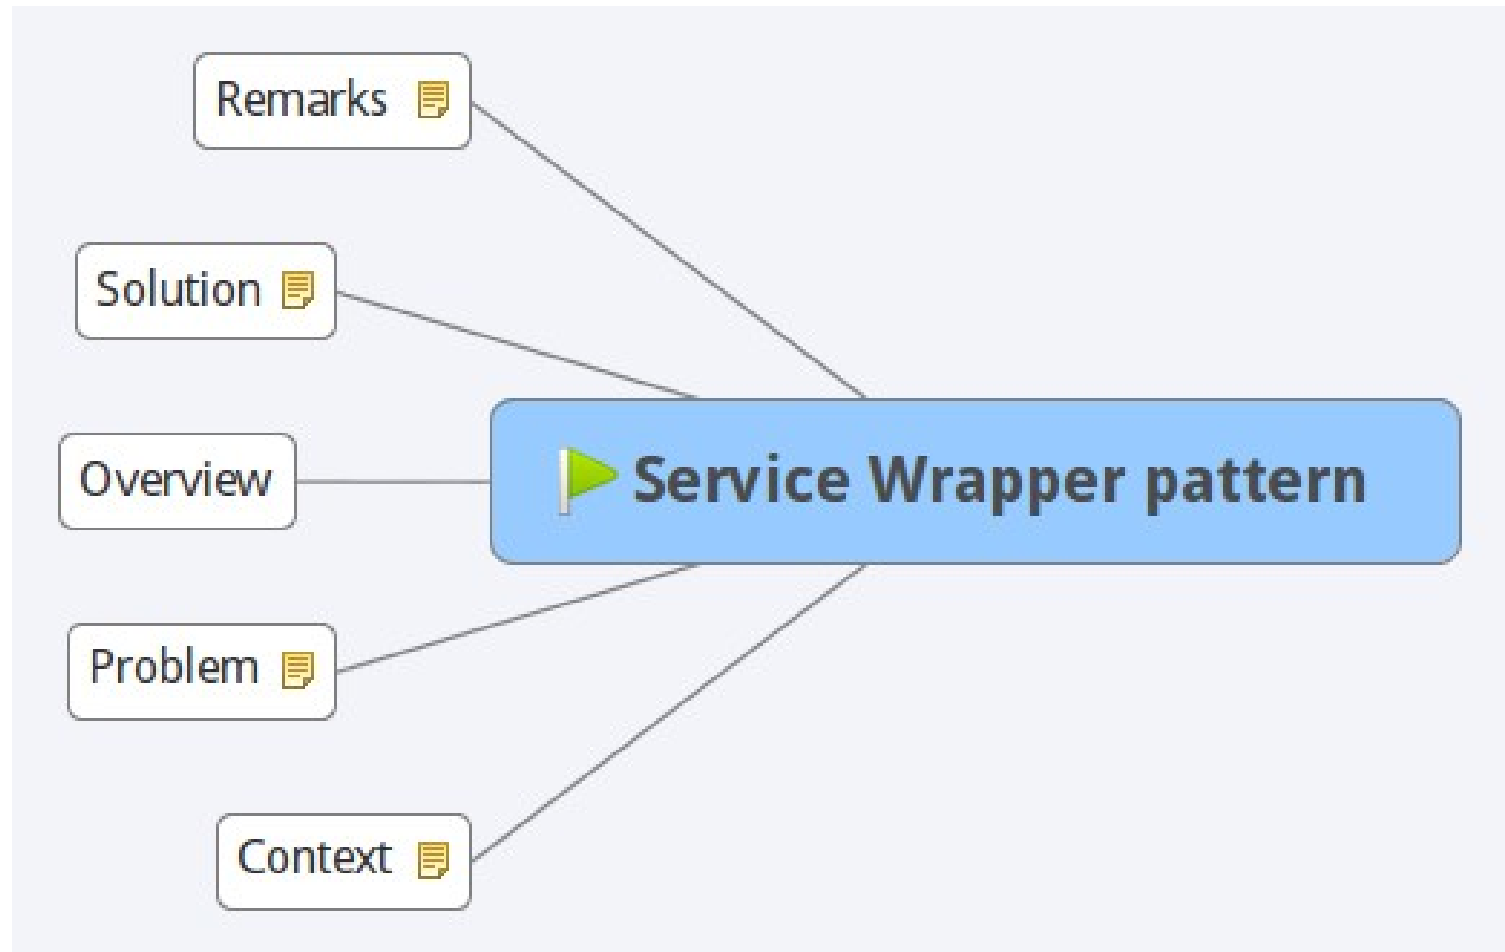 Remarks
Solution
Overview
Service Wrapper pattern
Problem
Context